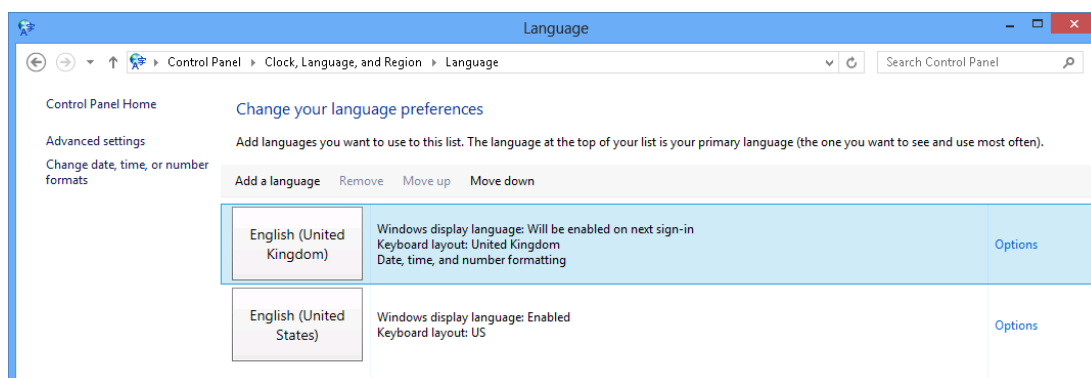 Language
Control Panel Clock, Language, and Region Language
Search Control Panel
Control Panel Home
Advanced settings
Change date, time, or number
formats
Change your language preferences
Add languages you want to use to this list. The language at the top of your list is your primary language (the one you want to see and use most often).
Add a language Remove Move up Move down
English (United
Kingdom)
Windows display language: Will be enabled on next sign-in
Keyboard layout: United Kingdom
Date, time, and number formatting
Options
English (United
States)
Windows display language: Enabled
Keyboard layout: US
Options